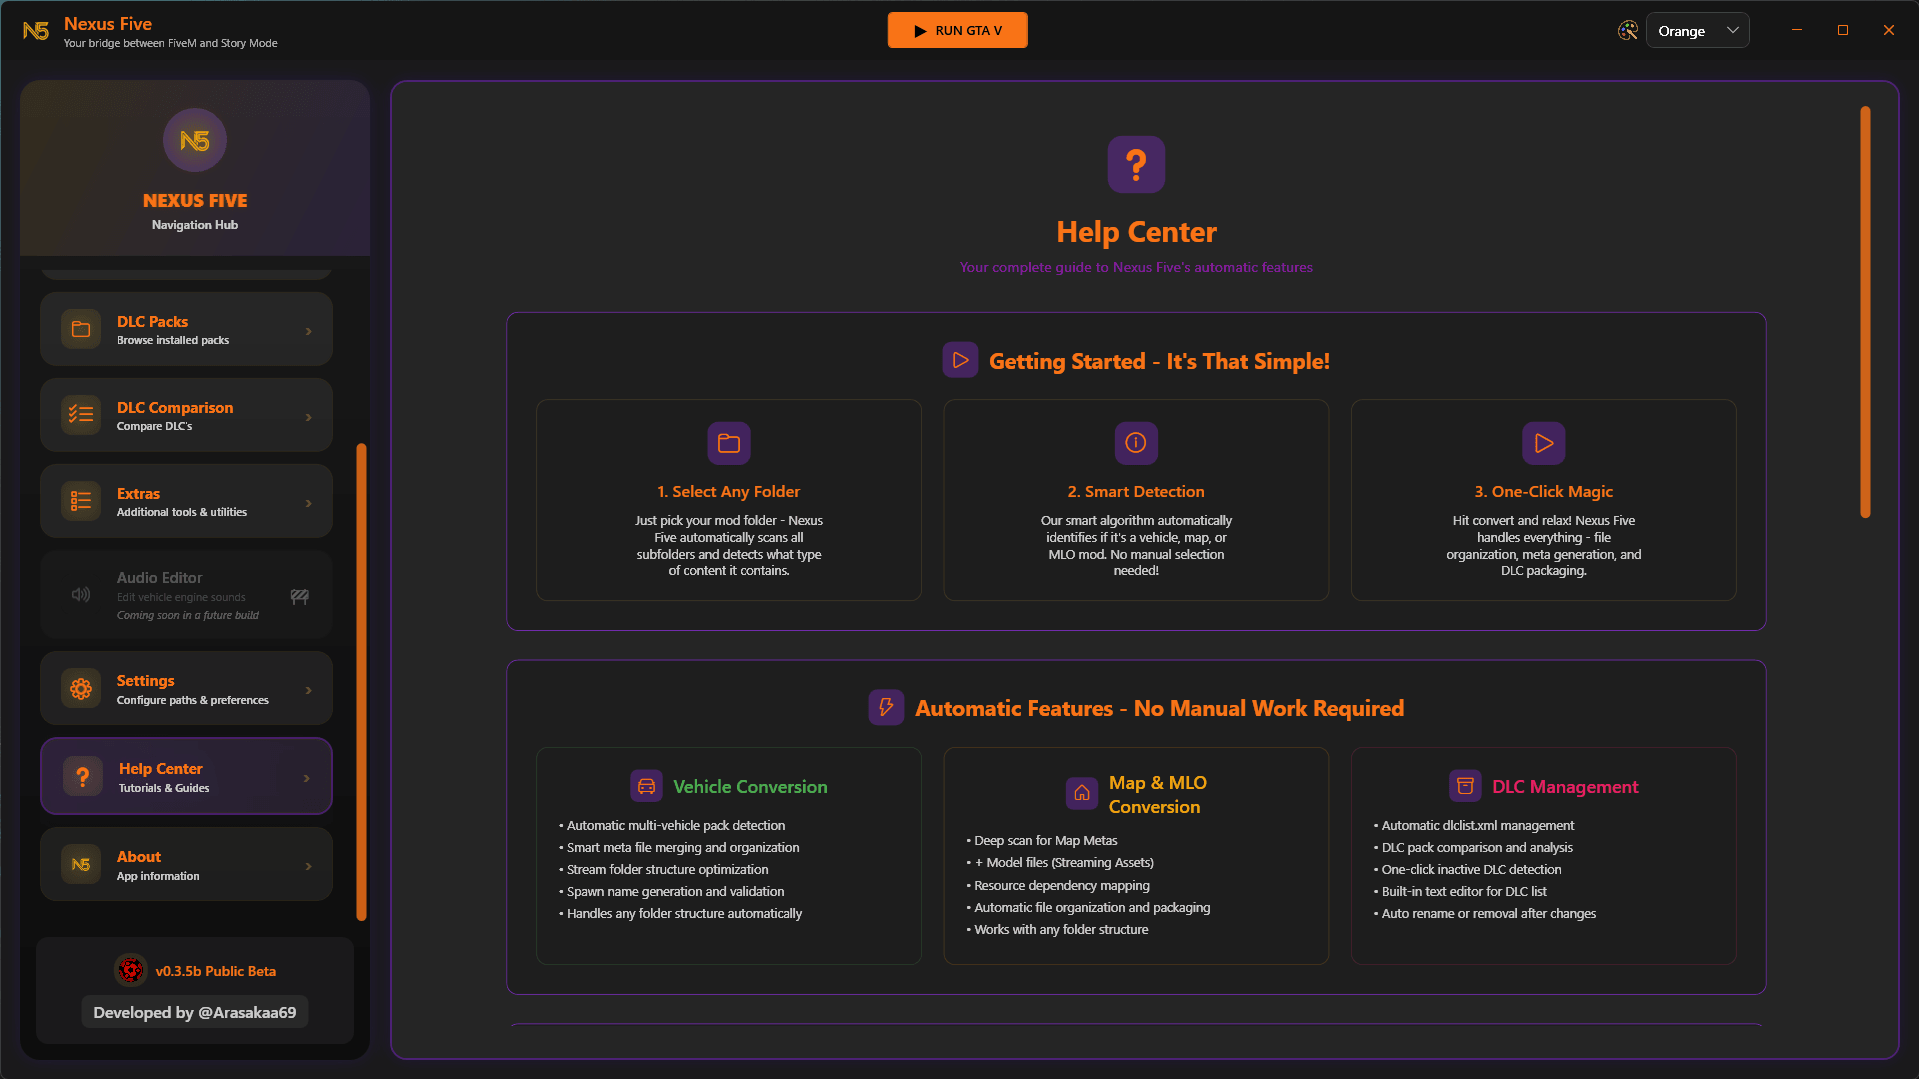 N5
Nexus Five
Your bridge between FiveM and Story Mode
RUN GTA V
Orange
N5
NEXUS FIVE
Navigation Hub
DLC Packs
Browse installed packs
DLC Comparison
Compare DLC's
Extras
Additional tools & utilities
Audio Editor
Edit vehicle engine sounds
Coming soon in a future build
Settings
Configure paths & preferences
?
Help Center
Tutorials & Guides
N5
About
App information
v0.3.5b Public Beta
Developed by @Arasakaa69
?
Help Center
Your complete guide to Nexus Five's automatic features
Getting Started - It's That Simple!
1. Select Any Folder
Just pick your mod folder - Nexus
Five automatically scans all
subfolders and detects what type
of content it contains.
2. Smart Detection
Our smart algorithm automatically
identifies if it's a vehicle, map, or
MLO mod. No manual selection
needed!
3. One-Click Magic
Hit convert and relax! Nexus Five
handles everything - file
organization, meta generation, and
DLC packaging.
Automatic Features - No Manual Work Required
Vehicle Conversion
• Automatic multi-vehicle pack detection
• Smart meta file merging and organization
• Stream folder structure optimization
• Spawn name generation and validation
• Handles any folder structure automatically
Map & MLO
Conversion
• Deep scan for Map Metas
• + Model files (Streaming Assets)
• Resource dependency mapping
• Automatic file organization and packaging
• Works with any folder structure
DLC Management
• Automatic dlclist.xml management
• DLC pack comparison and analysis
• One-click inactive DLC detection
• Built-in text editor for DLC list
• Auto rename or removal after changes